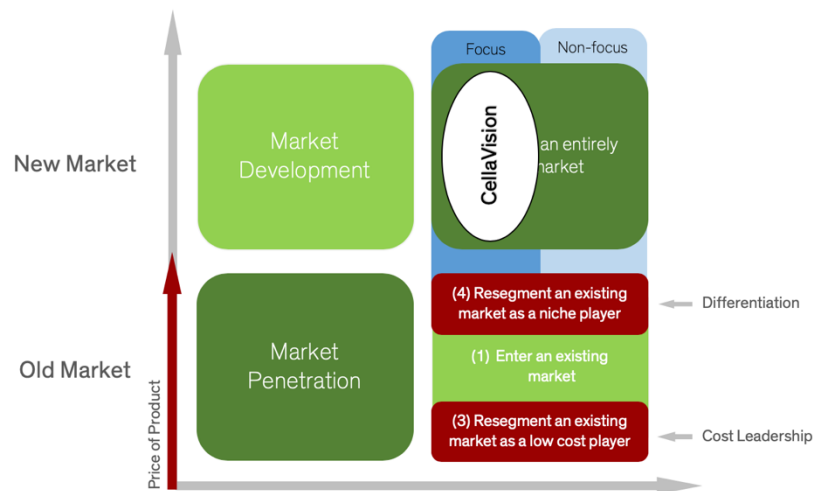 Focus
Non-focus
New Market
Market
Development
CellaVision
an entirely
market
Old Market
Price of Product
Market
Penetration
(4) Resegment an existing
market as a niche player
Differentiation
(1) Enter an existing
market
(3) Resegment an existing
market as a low cost player
Cost Leadership